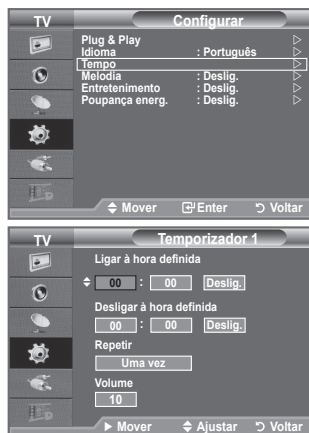 TV Configurar
Plug & Play
Idioma : Português
Tempo
Melodia : Deslig.
Entretenimento : Deslig.
Poupança energ. : Deslig.
Mover Enter Voltar
TV Temporizador 1
Ligar à hora definida
00 : 00 Deslig.
Desligar à hora definida
00 : 00 Deslig.
Repetir
Uma vez
Volume
10
Mover Ajustar Voltar